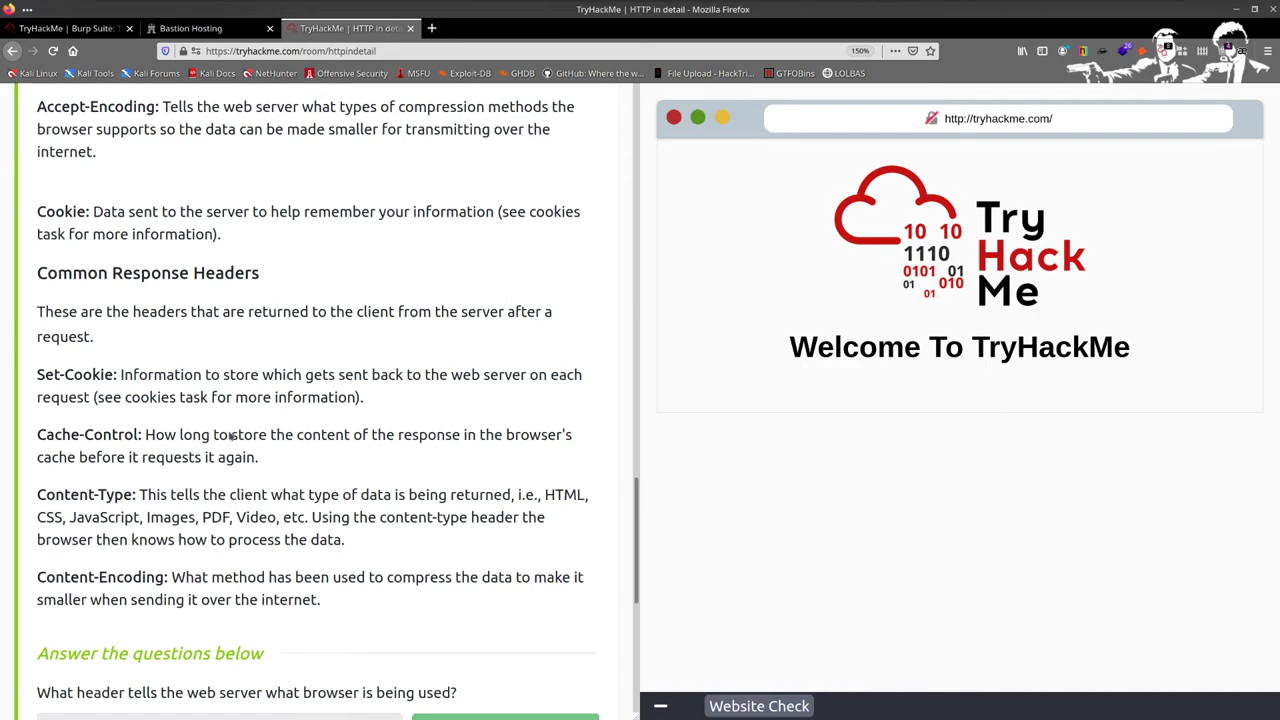 TryHackMe | HTTP in detail - Mozilla Firefox
TryHackMe | Burp Suite: T
Bastion Hosting
TryHackMe | HTTP in deta
https://tryhackme.com/room/httpindetail
150%
Kali Linux
Kali Tools
Kali Forums
Kali Docs
NetHunter
Offensive Security
MSFU
Exploit-DB
GHDB
GitHub: Where the w...
File Upload - HackTri...
GTFOBins
LOLBAS
Accept-Encoding: Tells the web server what types of compression methods the
browser supports so the data can be made smaller for transmitting over the
internet.
Cookie: Data sent to the server to help remember your information (see cookies
task for more information).
Common Response Headers
These are the headers that are returned to the client from the server after a
request.
Set-Cookie: Information to store which gets sent back to the web server on each
request (see cookies task for more information).
Cache-Control: How long to store the content of the response in the browser's
cache before it requests it again.
Content-Type: This tells the client what type of data is being returned, i.e., HTML,
CSS, JavaScript, Images, PDF, Video, etc. Using the content-type header the
browser then knows how to process the data.
Content-Encoding: What method has been used to compress the data to make it
smaller when sending it over the internet.
Answer the questions below
What header tells the web server what browser is being used?
http://tryhackme.com/
10 10
1110
0101 01
01 010
01
Try
Hack
Me
Welcome To TryHackMe
Website Check